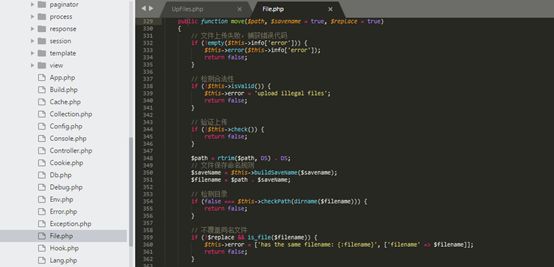 paginator
process
response
session
template
view
App.php
Build.php
Cache.php
Collection.php
Config.php
Console.php
Controller.php
Cookie.php
Db.php
Debug.php
Env.php
Error.php
Exception.php
File.php
Hook.php
Lang.php
UpFiles.php
File.php
329 public function move($path, $savename = true, $replace = true)
330 {
331 // 文件上传失败，捕获错误代码
332 if (!empty($this->info['error'])) {
333 $this->error($this->info['error']);
334 return false;
335 }
336
337 // 检测合法性
338 if (!$this->isValid()) {
339 $this->error = 'upload illegal files';
340 return false;
341 }
342
343 // 验证上传
344 if (!$this->check()) {
345 return false;
346 }
347
348 $path = rtrim($path, DS) . DS;
349 // 文件保存命名规则
350 $saveName = $this->buildSaveName($savename);
351 $filename = $path . $saveName;
352
353 // 检测目录
354 if (false === $this->checkPath(dirname($filename))) {
355 return false;
356 }
357
358 // 不覆盖同名文件
359 if (!$replace && is_file($filename)) {
360 $this->error = ['has the same filename: {:filename}', ['filename' => $filename]];
361 return false;
362 }